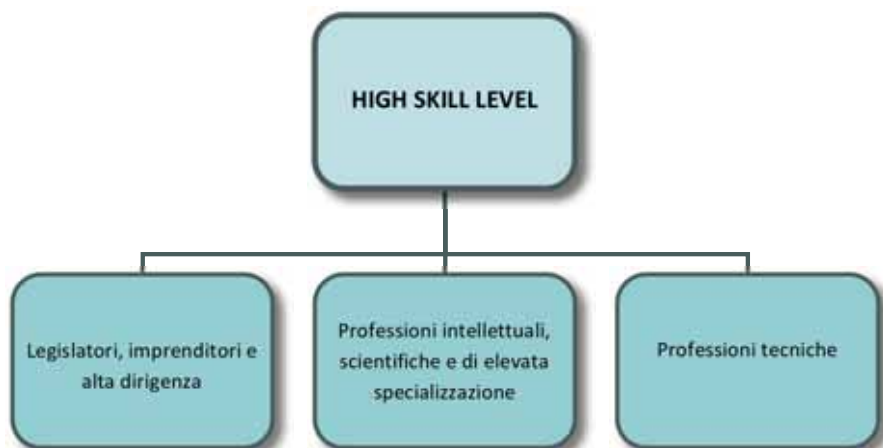 HIGH SKILL LEVEL
Legislatori, imprenditori e
alta dirigenza
Professioni intellettuali,
scientifiche e di elevata
specializzazione
Professioni tecniche